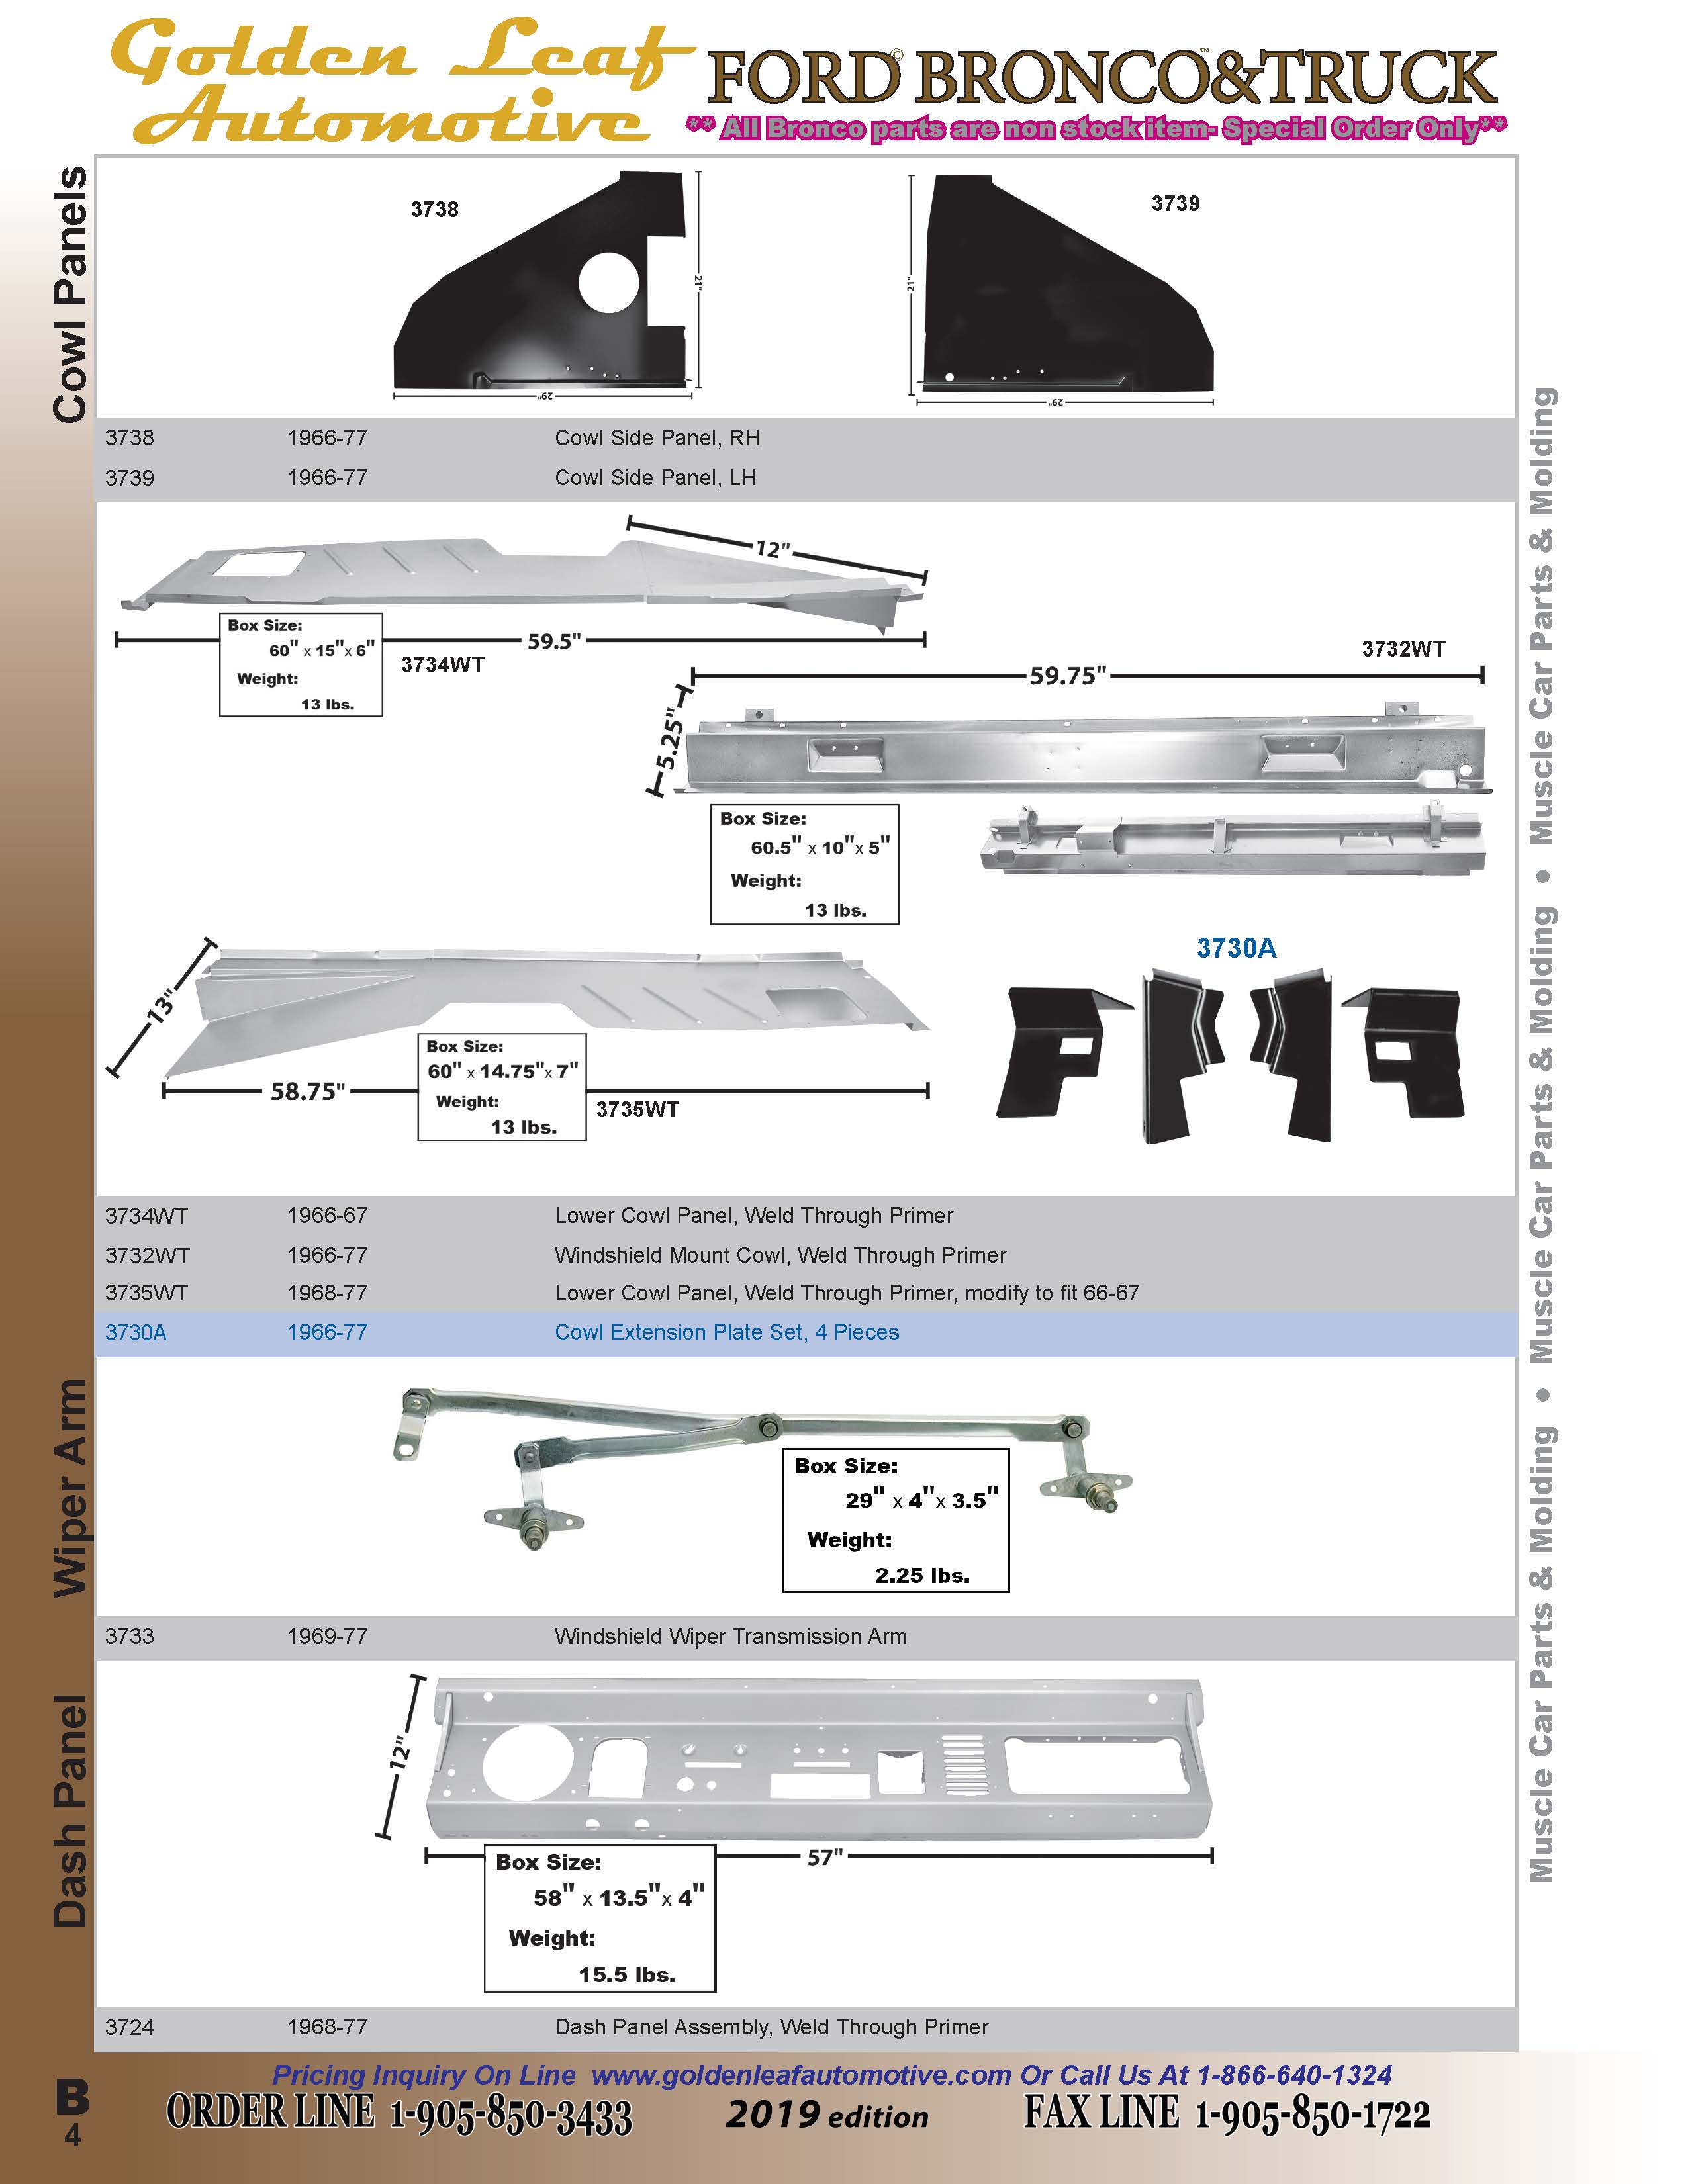 Golden Leaf
Automotive
FORD© BRONCO™&TRUCK
** All Bronco parts are non stock item- Special Order Only**
Cowl Panels
3738
3739
21"
21"
29"
29"
3738 1966-77 Cowl Side Panel, RH
3739 1966-77 Cowl Side Panel, LH
12"
Box Size:
60" x 15"x 6"
Weight:
13 lbs.
59.5"
3734WT
3732WT
59.75"
5.25"
Box Size:
60.5" x 10"x 5"
Weight:
13 lbs.
3730A
13"
Box Size:
60" x 14.75"x 7"
Weight:
13 lbs.
58.75"
3735WT
3734WT 1966-67 Lower Cowl Panel, Weld Through Primer
3732WT 1966-77 Windshield Mount Cowl, Weld Through Primer
3735WT 1968-77 Lower Cowl Panel, Weld Through Primer, modify to fit 66-67
3730A 1966-77 Cowl Extension Plate Set, 4 Pieces
Wiper Arm
Box Size:
29" x 4"x 3.5"
Weight:
2.25 lbs.
3733 1969-77 Windshield Wiper Transmission Arm
Dash Panel
12"
57"
Box Size:
58" x 13.5"x 4"
Weight:
15.5 lbs.
3724 1968-77 Dash Panel Assembly, Weld Through Primer
Muscle Car Parts & Molding • Muscle Car Parts & Molding • Muscle Car Parts & Molding
Pricing Inquiry On Line www.goldenleafautomotive.com Or Call Us At 1-866-640-1324
B
4
ORDER LINE 1-905-850-3433 2019 edition FAX LINE 1-905-850-1722